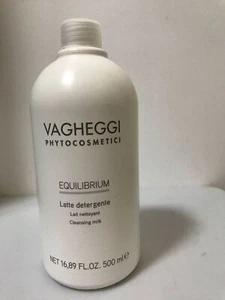 VAGHEGGI
PHYTOCOSMETICI
EQUILIBRIUM
Latte detergente
Lait nettoyant
Cleansing milk
NET 16,89 FL.OZ. 500 ml ℮